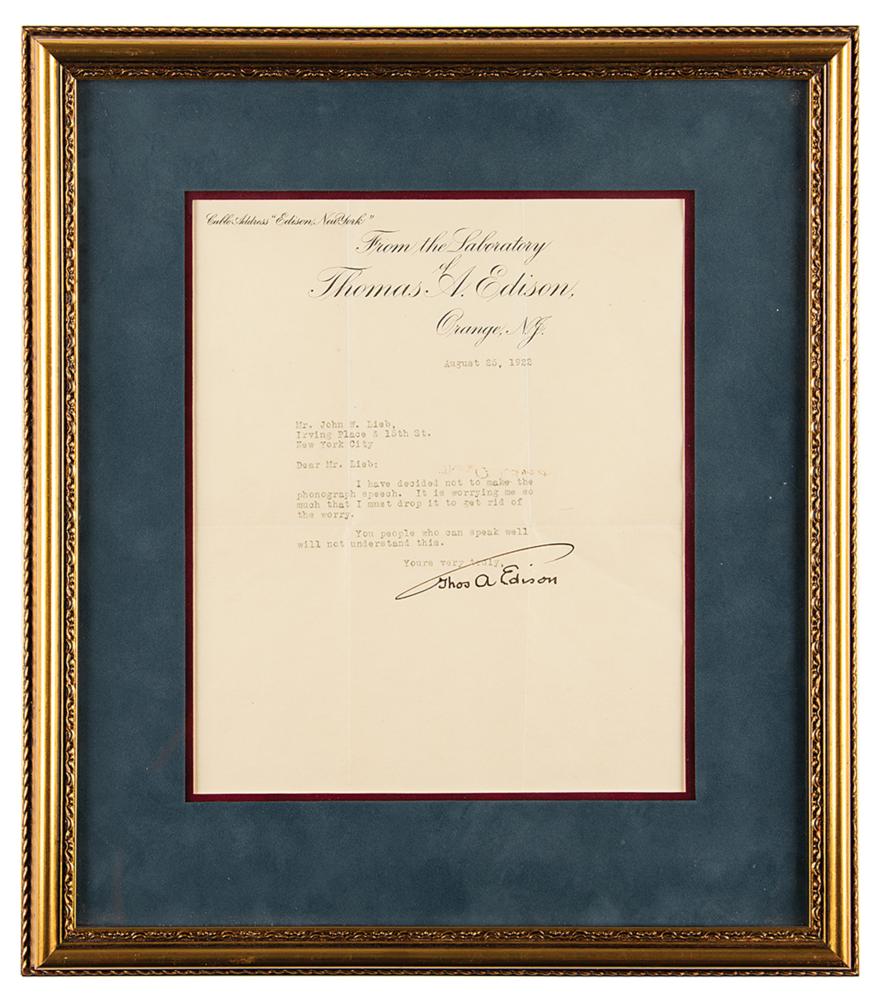 Cable Address "Edison, New York"
From the Laboratory
of
Thomas A. Edison,
Orange, N.J.
August 25, 1922
Mr. John W. Lieb,
Irving Place & 15th St.
New York City
Dear Mr. Lieb:
I have decided not to make the
phonograph speech. It is worrying me so
much that I must drop it to get rid of
the worry.
You people who can speak well
will not understand this.
Yours very truly,
Thos A Edison